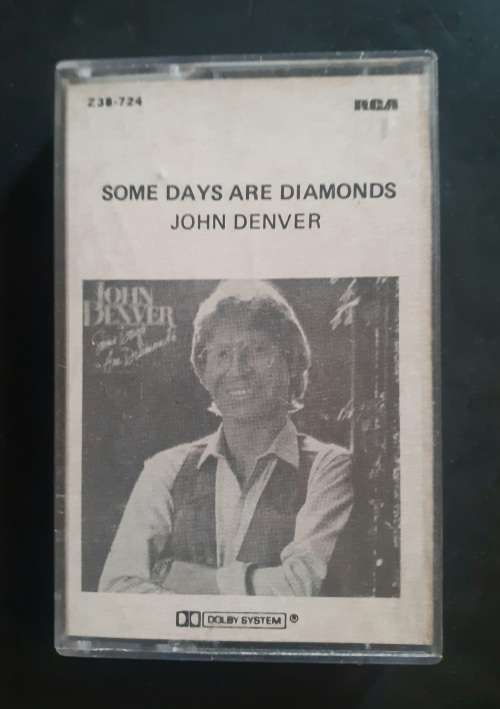 Z38-724
RCA
SOME DAYS ARE DIAMONDS
JOHN DENVER
JOHN
DENVER
Some Days
Are Diamonds
DOLBY SYSTEM ®